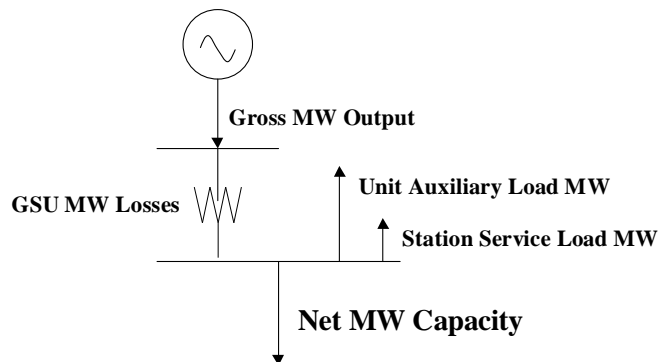 Gross MW Output
Unit Auxiliary Load MW
GSU MW Losses
Station Service Load MW
Net MW Capacity